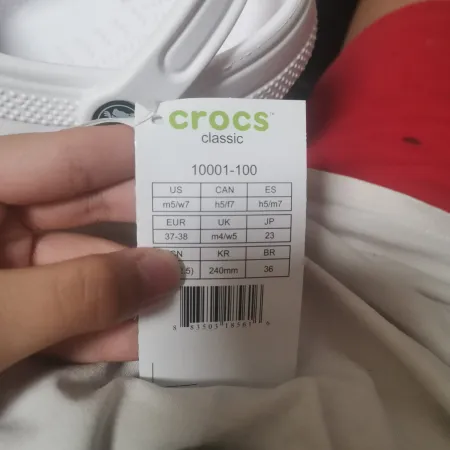 crocs™
classic
10001-100
US CAN ES
m5/w7 h5/f7 h5/m7
EUR UK JP
37-38 m4/w5 23
KR BR
240mm 36